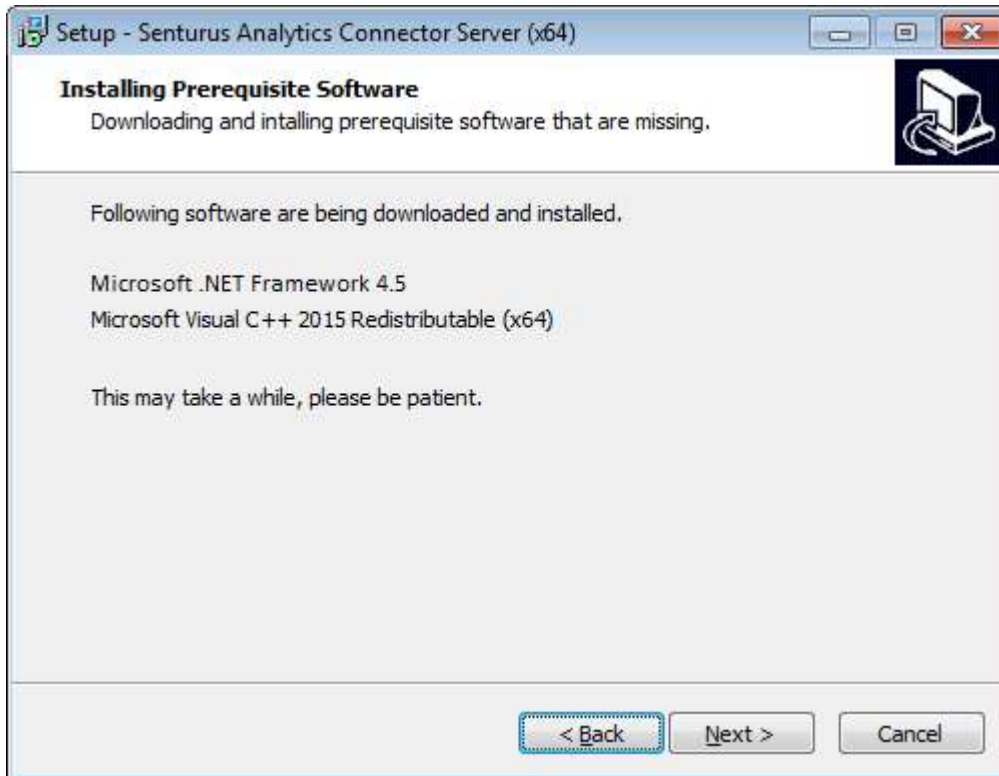 Setup - Senturus Analytics Connector Server (x64)
Installing Prerequisite Software
Downloading and intalling prerequisite software that are missing.
Following software are being downloaded and installed.
Microsoft .NET Framework 4.5
Microsoft Visual C++ 2015 Redistributable (x64)
This may take a while, please be patient.
< Back Next > Cancel